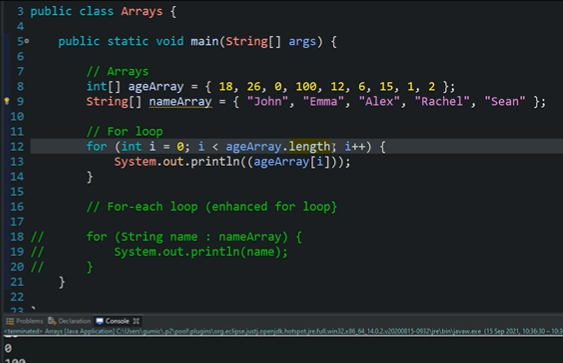 3 public class Arrays {
4
5 public static void main(String[] args) {
6
7 // Arrays
8 int[] ageArray = { 18, 26, 0, 100, 12, 6, 15, 1, 2 };
9 String[] nameArray = { "John", "Emma", "Alex", "Rachel", "Sean" };
10
11 // For loop
12 for (int i = 0; i < ageArray.length; i++) {
13 System.out.println((ageArray[i]));
14 }
15
16 // For-each loop (enhanced for loop}
17
18 // for (String name : nameArray) {
19 // System.out.println(name);
20 // }
21 }
22
23
Problems Declaration Console
<terminated> Arrays [Java Application] C:\Users\gumic\.p2\pool\plugins\org.eclipse.justj.openjdk.hotspot.jre.full.win32.x86_64_14.0.2.v20200815-0932\jre\bin\javaw.exe (15 Sep 2021, 10:36:30 – 10:3
0
100